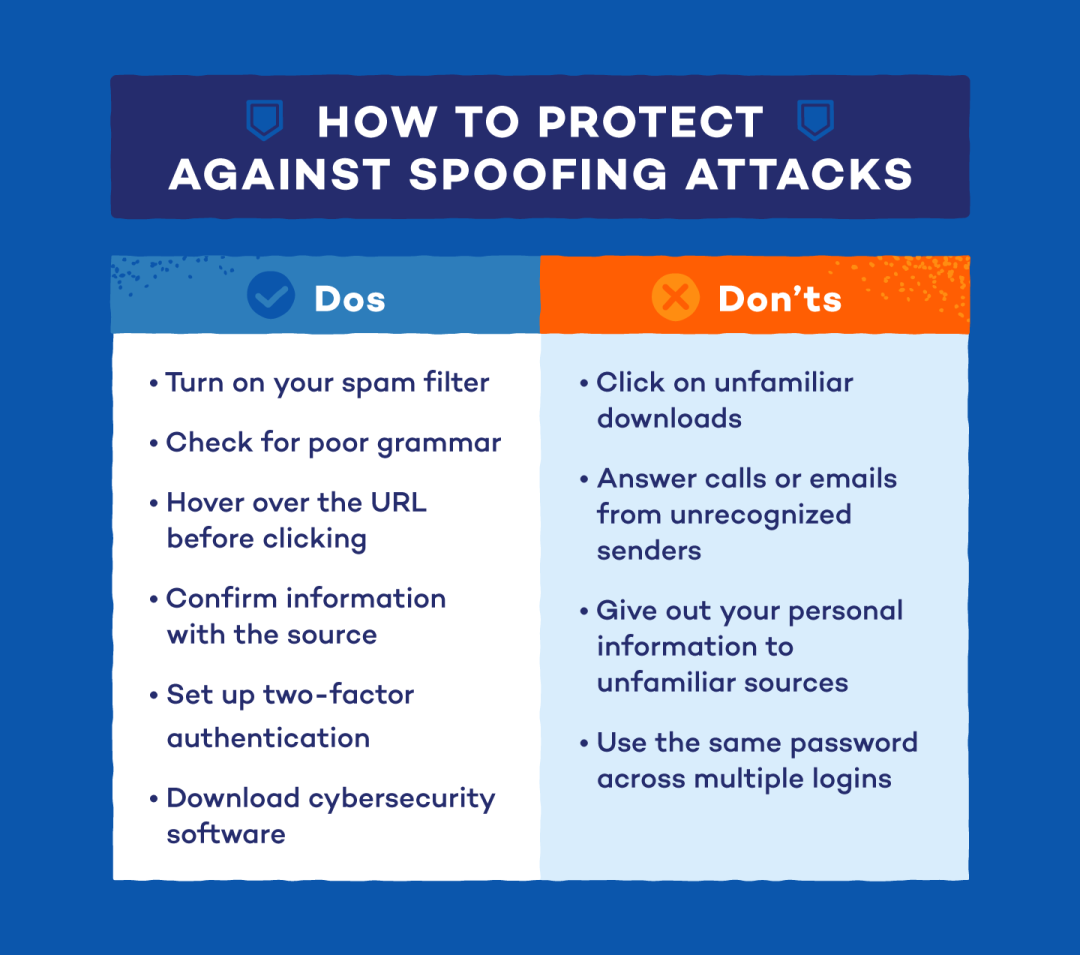 HOW TO PROTECT
AGAINST SPOOFING ATTACKS
Dos
• Turn on your spam filter
• Check for poor grammar
• Hover over the URL
before clicking
• Confirm information
with the source
• Set up two-factor
authentication
• Download cybersecurity
software
Don’ts
• Click on unfamiliar
downloads
• Answer calls or emails
from unrecognized
senders
• Give out your personal
information to
unfamiliar sources
• Use the same password
across multiple logins